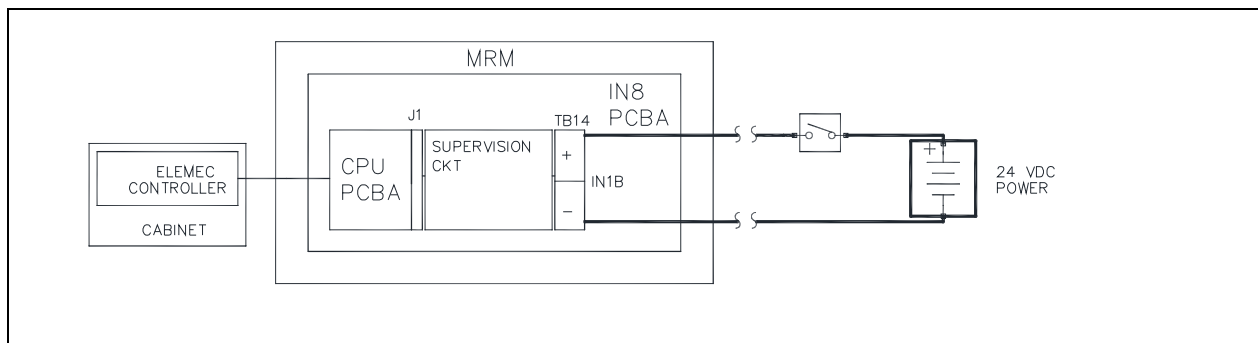 MRM
IN8
PCBA
J1
TB14
CPU
PCBA
SUPERVISION
CKT
+
IN1B
−
ELEMEC
CONTROLLER
CABINET
+
24 VDC
POWER